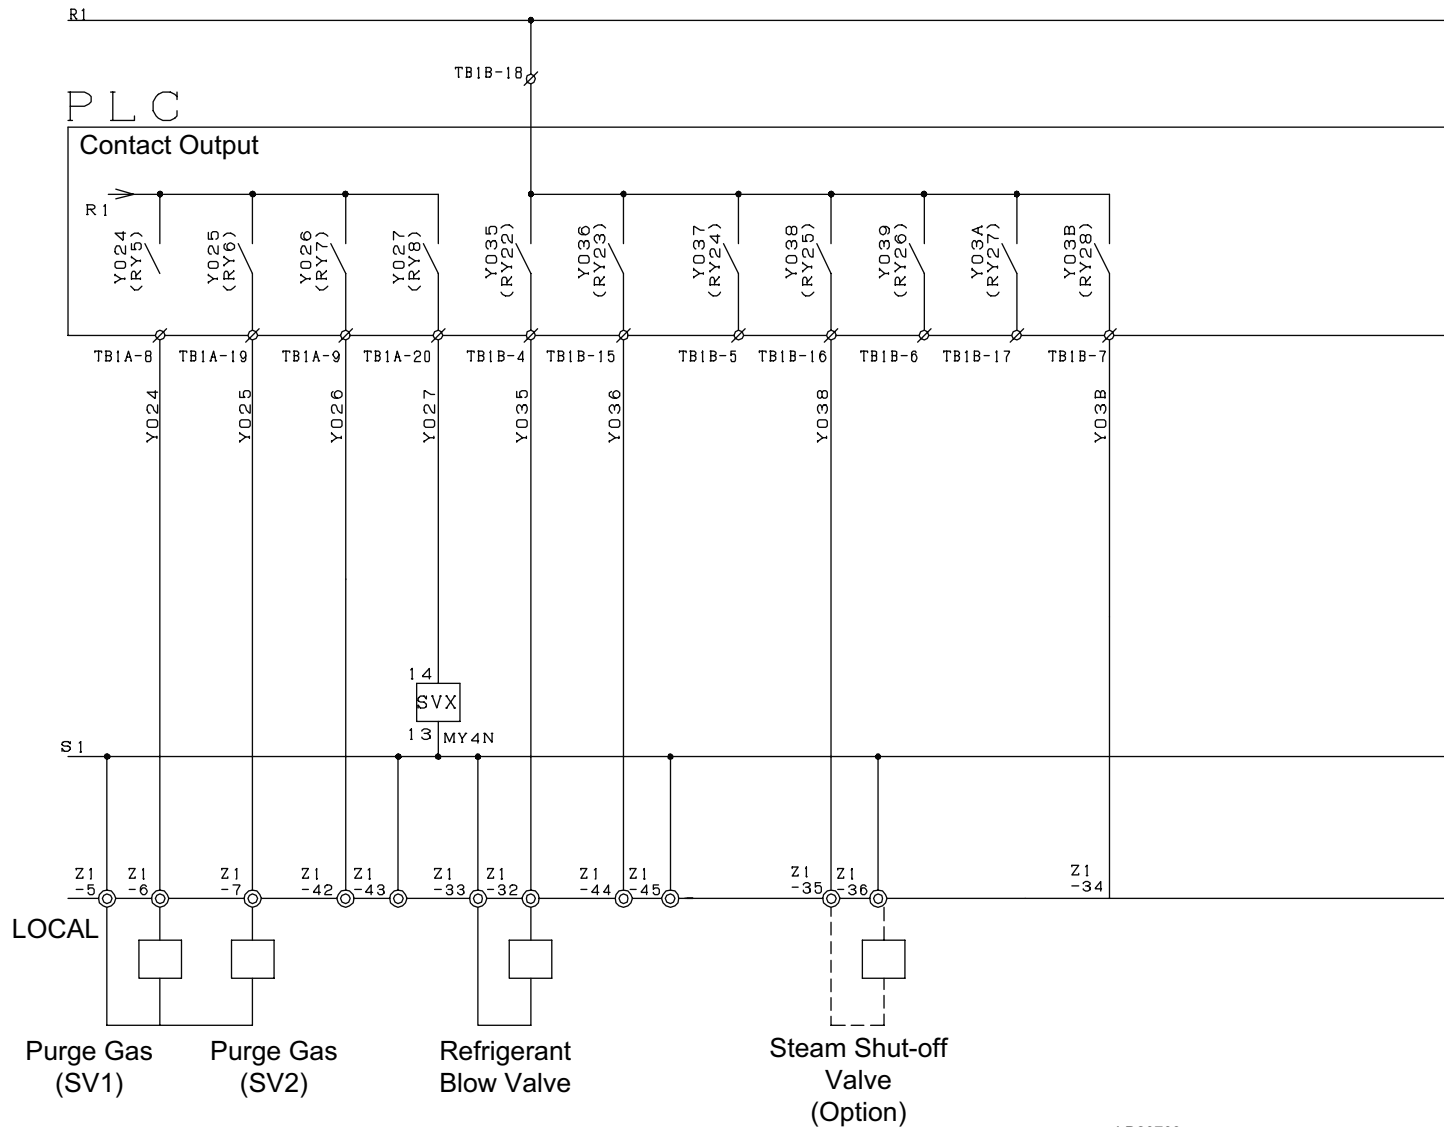 R1
TB1B-18
PLC
Contact Output
R1
Y024
(RY5)
Y025
(RY6)
Y026
(RY7)
Y027
(RY8)
Y035
(RY22)
Y036
(RY23)
Y037
(RY24)
Y038
(RY25)
Y039
(RY26)
Y03A
(RY27)
Y03B
(RY28)
TB1A-8
TB1A-19
TB1A-9
TB1A-20
TB1B-4
TB1B-15
TB1B-5
TB1B-16
TB1B-6
TB1B-17
TB1B-7
Y024
Y025
Y026
Y027
Y035
Y036
Y038
Y03B
14
SVX
13
MY4N
S1
Z1
-5
Z1
-6
Z1
-7
Z1
-42
Z1
-43
Z1
-33
Z1
-32
Z1
-44
Z1
-45
Z1
-35
Z1
-36
Z1
-34
LOCAL
Purge Gas
(SV1)
Purge Gas
(SV2)
Refrigerant
Blow Valve
Steam Shut-off
Valve
(Option)